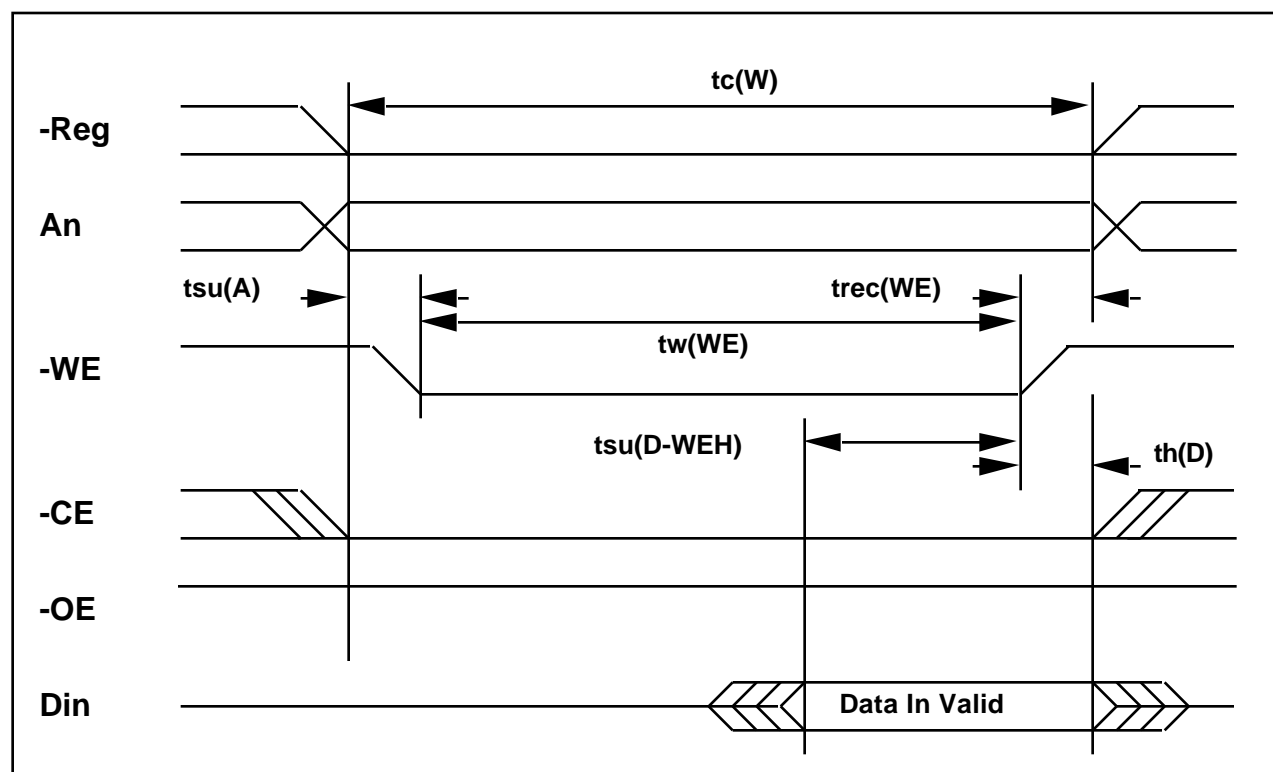 tc(W)
-Reg
An
tsu(A)
trec(WE)
tw(WE)
-WE
tsu(D-WEH)
th(D)
-CE
-OE
Din
Data In Valid